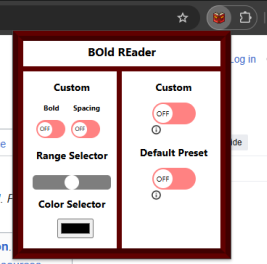 Log in
BOld REader
Custom
Bold Spacing
OFF OFF
Range Selector
Color Selector
Custom
OFF
Default Preset
OFF
ide